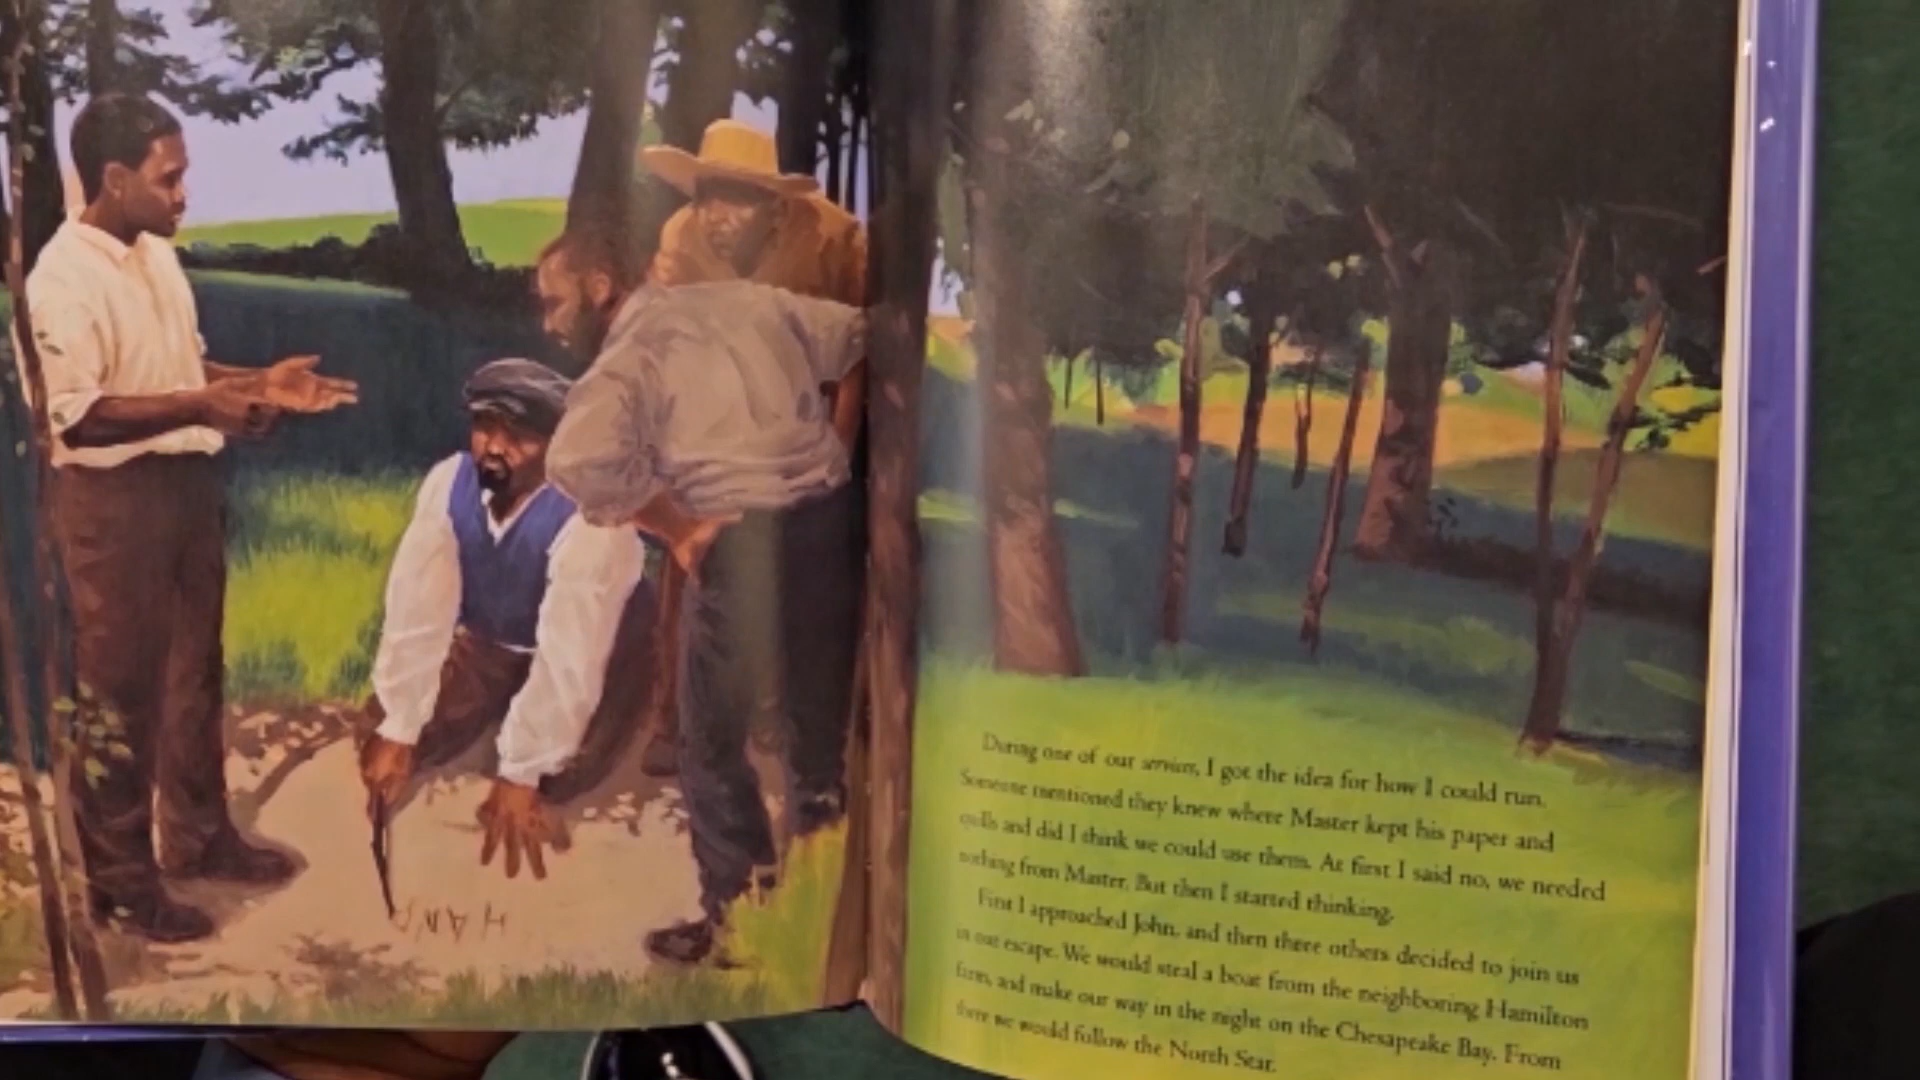 HAND
During one of our services, I got the idea for how I could run.
Someone mentioned they knew where Master kept his paper and
quills and did I think we could use them. At first I said no, we needed
nothing from Master. But then I started thinking.
First I approached John, and then three others decided to join us
in our escape. We would steal a boat from the neighboring Hamilton
farm, and make our way in the night on the Chesapeake Bay. From
there we would follow the North Star.